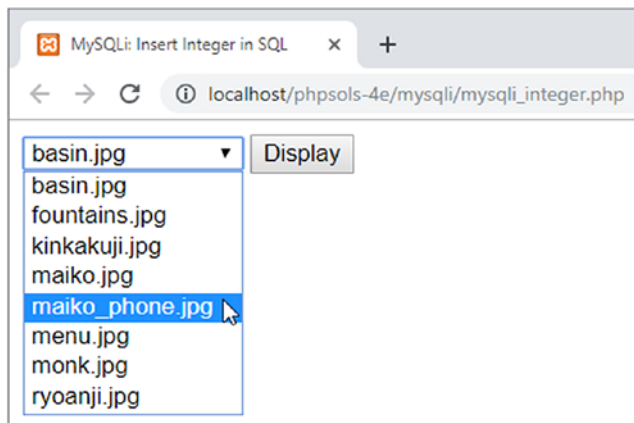 MySQLi: Insert Integer in SQL
localhost/phpsols-4e/mysqli/mysqli_integer.php
basin.jpg Display
basin.jpg
fountains.jpg
kinkakuji.jpg
maiko.jpg
maiko_phone.jpg
menu.jpg
monk.jpg
ryoanji.jpg